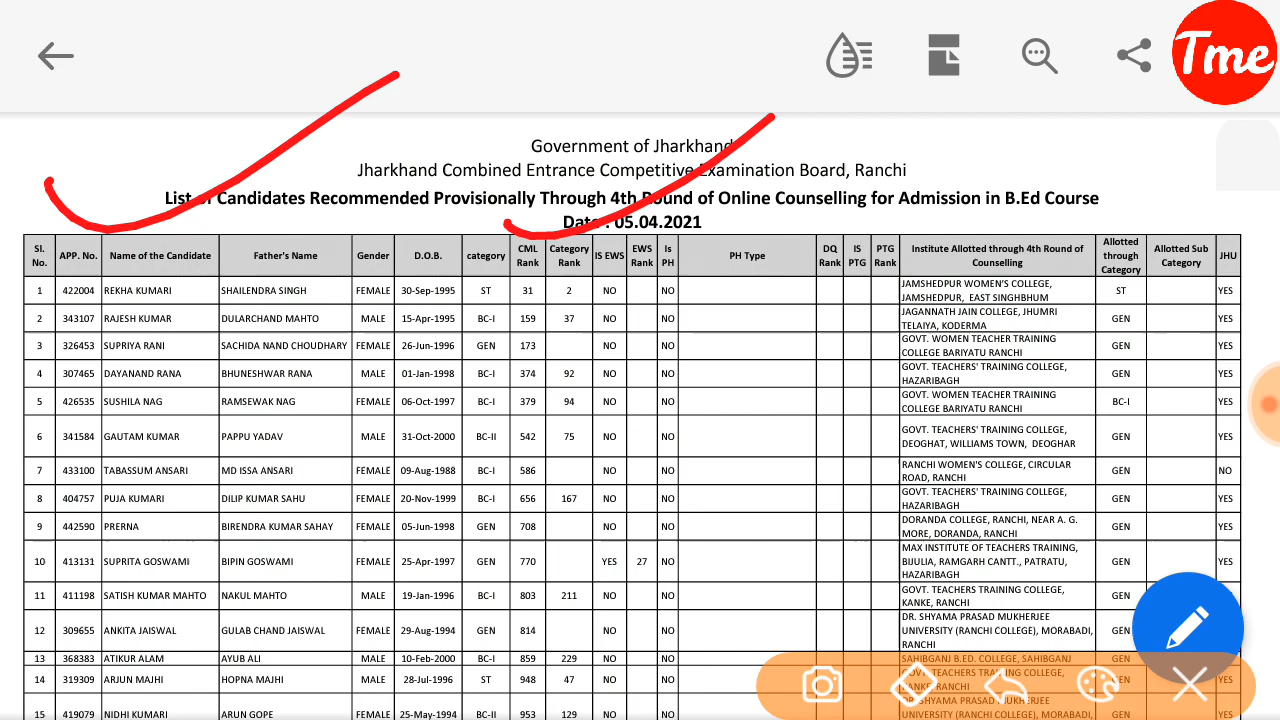 Tme
Government of Jharkhand
Jharkhand Combined Entrance Competitive Examination Board, Ranchi
List of Candidates Recommended Provisionally Through 4th Round of Online Counselling for Admission in B.Ed Course
Date : 05.04.2021
Sl. No. APP. No. Name of the Candidate Father's Name Gender D.O.B. category CML Rank Category Rank IS EWS EWS Rank Is PH PH Type DQ Rank IS PTG PTG Rank Institute Allotted through 4th Round of Counselling Allotted through Category Allotted Sub Category JHU
1 422004 REKHA KUMARI SHAILENDRA SINGH FEMALE 30-Sep-1995 ST 31 2 NO NO JAMSHEDPUR WOMEN'S COLLEGE, JAMSHEDPUR, EAST SINGHBHUM ST YES
2 343107 RAJESH KUMAR DULARCHAND MAHTO MALE 15-Apr-1995 BC-I 159 37 NO NO JAGANNATH JAIN COLLEGE, JHUMRI TELAIYA, KODERMA GEN YES
3 326453 SUPRIYA RANI SACHIDA NAND CHOUDHARY FEMALE 26-Jun-1996 GEN 173 NO NO GOVT. WOMEN TEACHER TRAINING COLLEGE BARIYATU RANCHI GEN YES
4 307465 DAYANAND RANA BHUNESHWAR RANA MALE 01-Jan-1998 BC-I 374 92 NO NO GOVT. TEACHERS' TRAINING COLLEGE, HAZARIBAGH GEN YES
5 426535 SUSHILA NAG RAMSEWAK NAG FEMALE 06-Oct-1997 BC-I 379 94 NO NO GOVT. WOMEN TEACHER TRAINING COLLEGE BARIYATU RANCHI BC-I YES
6 341584 GAUTAM KUMAR PAPPU YADAV MALE 31-Oct-2000 BC-II 542 75 NO NO GOVT. TEACHERS' TRAINING COLLEGE, DEOGHAT, WILLIAMS TOWN, DEOGHAR GEN YES
7 433100 TABASSUM ANSARI MD ISSA ANSARI FEMALE 09-Aug-1988 BC-I 586 NO NO RANCHI WOMEN'S COLLEGE, CIRCULAR ROAD, RANCHI GEN NO
8 404757 PUJA KUMARI DILIP KUMAR SAHU FEMALE 20-Nov-1999 BC-I 656 167 NO NO GOVT. TEACHERS' TRAINING COLLEGE, HAZARIBAGH GEN YES
9 442590 PRERNA BIRENDRA KUMAR SAHAY FEMALE 05-Jun-1998 GEN 708 NO NO DORANDA COLLEGE, RANCHI, NEAR A. G. MORE, DORANDA, RANCHI GEN YES
10 413131 SUPRITA GOSWAMI BIPIN GOSWAMI FEMALE 25-Apr-1997 GEN 770 YES 27 NO MAX INSTITUTE OF TEACHERS TRAINING, BIJULIA, RAMGARH CANTT., PATRATU, HAZARIBAGH GEN YES
11 411198 SATISH KUMAR MAHTO NAKUL MAHTO MALE 19-Jan-1996 BC-I 803 211 NO NO GOVT. TEACHERS TRAINING COLLEGE, KANKE, RANCHI GEN YES
12 309655 ANKITA JAISWAL GULAB CHAND JAISWAL FEMALE 29-Aug-1994 GEN 814 NO NO DR. SHYAMA PRASAD MUKHERJEE UNIVERSITY (RANCHI COLLEGE), MORABADI, RANCHI GEN
13 368383 ATIKUR ALAM AYUB ALI MALE 10-Feb-2000 BC-I 859 229 NO NO SAHIBGANJ B.ED. COLLEGE, SAHIBGANJ GEN
14 319309 ARJUN MAJHI HOPNA MAJHI MALE 28-Jul-1996 ST 948 47 NO NO GOVT. TEACHERS TRAINING COLLEGE, KANKE, RANCHI GEN YES
15 419079 NIDHI KUMARI ARUN GOPE FEMALE 25-May-1994 BC-II 953 129 NO NO DR. SHYAMA PRASAD MUKHERJEE UNIVERSITY (RANCHI COLLEGE), MORABADI, GEN YES